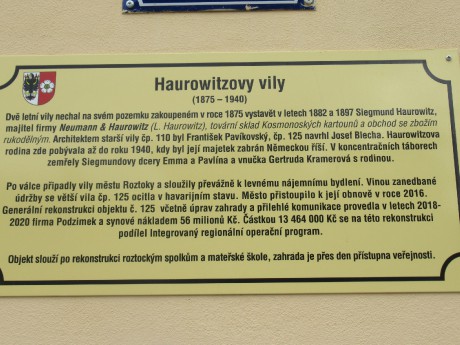 Haurowitzovy vily
(1875 – 1940)
Dvě letní vily nechal na svém pozemku zakoupeném v roce 1875 vystavět v letech 1882 a 1897 Siegmund Haurowitz,
majitel firmy Neumann & Haurowitz (L. Haurowitz), tovární sklad Kosmonoských kartounů a obchod se zbožím
rukodělným. Architektem starší vily čp. 110 byl František Pavíkovský, čp. 125 navrhl Josef Blecha. Haurowitzova
rodina zde pobývala až do roku 1940, kdy byl její majetek zabrán Německou říší. V koncentračních táborech
zemřely Siegmundovy dcery Emma a Pavlína a vnučka Gertruda Kramerová s rodinou.
Po válce připadly vily městu Roztoky a sloužily převážně k levnému nájemnímu bydlení. Vinou zanedbané
údržby se větší vila čp. 125 ocitla v havarijním stavu. Město přistoupilo k její obnově v roce 2016.
Generální rekonstrukci objektu č. 125 včetně úprav zahrady a přilehlé komunikace provedla v letech 2018-
2020 firma Podzimek a synové nákladem 56 milionů Kč. Částkou 13 464 000 Kč se na této rekonstrukci
podílel Integrovaný regionální operační program.
Objekt slouží po rekonstrukci roztockým spolkům a mateřské škole, zahrada je přes den přístupna veřejnosti.